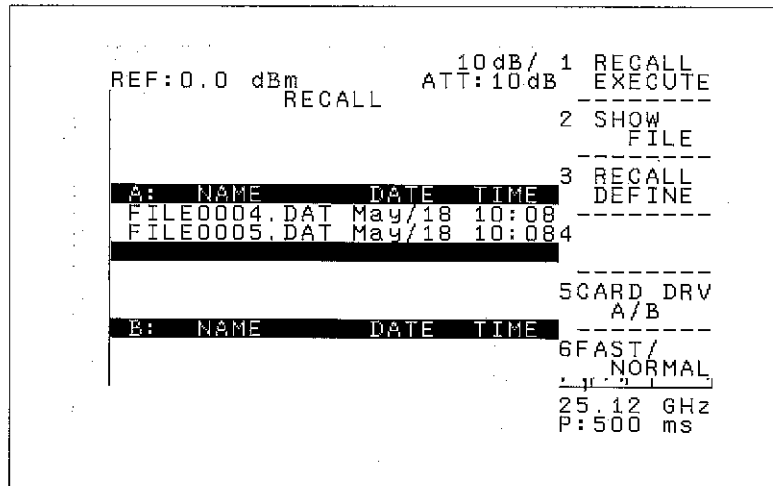 REF:0.0 dBm
10dB/
ATT:10dB
RECALL
A: NAME DATE TIME
FILE0004.DAT May/18 10:08
FILE0005.DAT May/18 10:08
B: NAME DATE TIME
1 RECALL
EXECUTE
2 SHOW
FILE
3 RECALL
DEFINE
4
5CARD DRV
A/B
6FAST/
NORMAL
25.12 GHz
P:500 ms